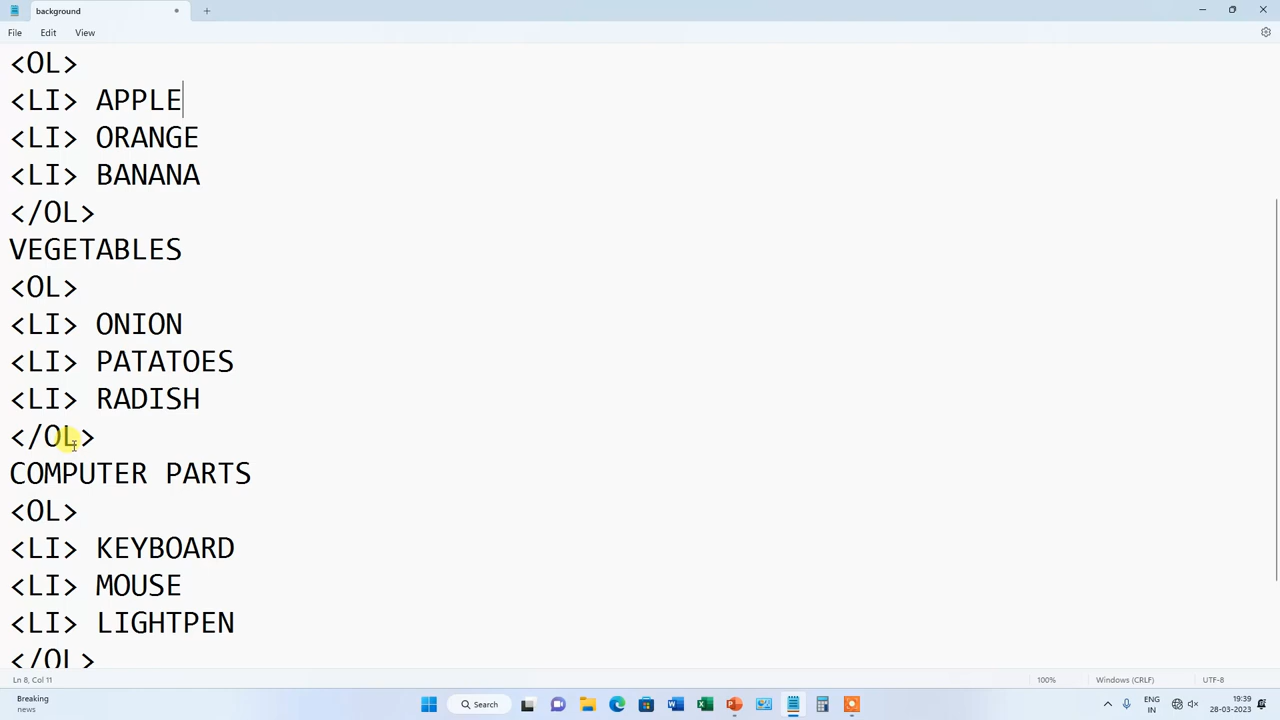 background
File Edit View
<OL>
<LI> APPLE
<LI> ORANGE
<LI> BANANA
</OL>
VEGETABLES
<OL>
<LI> ONION
<LI> PATATOES
<LI> RADISH
</OL>
COMPUTER PARTS
<OL>
<LI> KEYBOARD
<LI> MOUSE
<LI> LIGHTPEN
</OL>
Ln 8, Col 11 100% Windows (CRLF) UTF-8
Breaking
news
Search
ENG
IN
19:39
28-03-2023